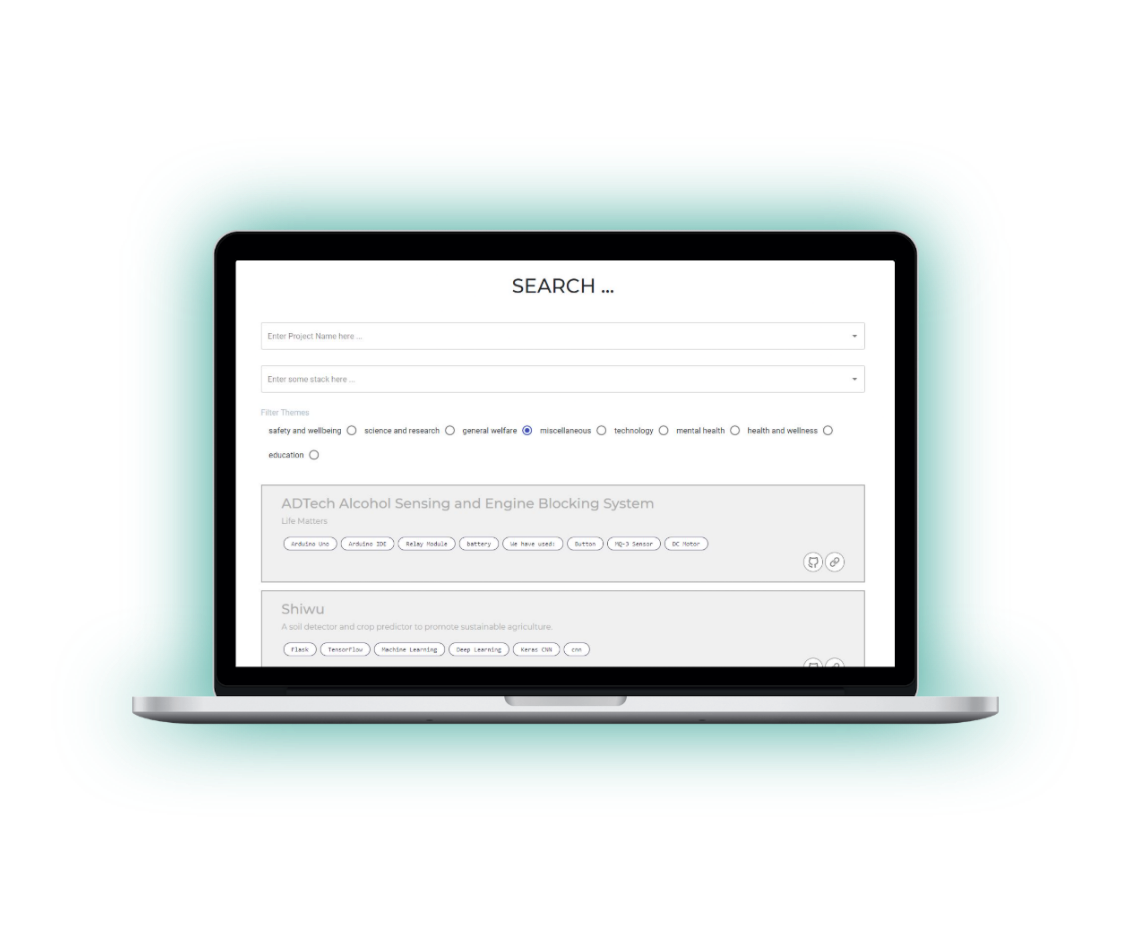 SEARCH ...
Enter Project Name here ...
Enter some stack here ...
Filter Themes
safety and wellbeing science and research general welfare miscellaneous technology mental health health and wellness
education
ADTech Alcohol Sensing and Engine Blocking System
Life Matters
Arduino Uno Arduino IDE Relay Module battery We have used: Button MQ-3 Sensor DC Motor
Shiwu
A soil detector and crop predictor to promote sustainable agriculture.
Flask TensorFlow Machine Learning Deep Learning Keras CNN cnn